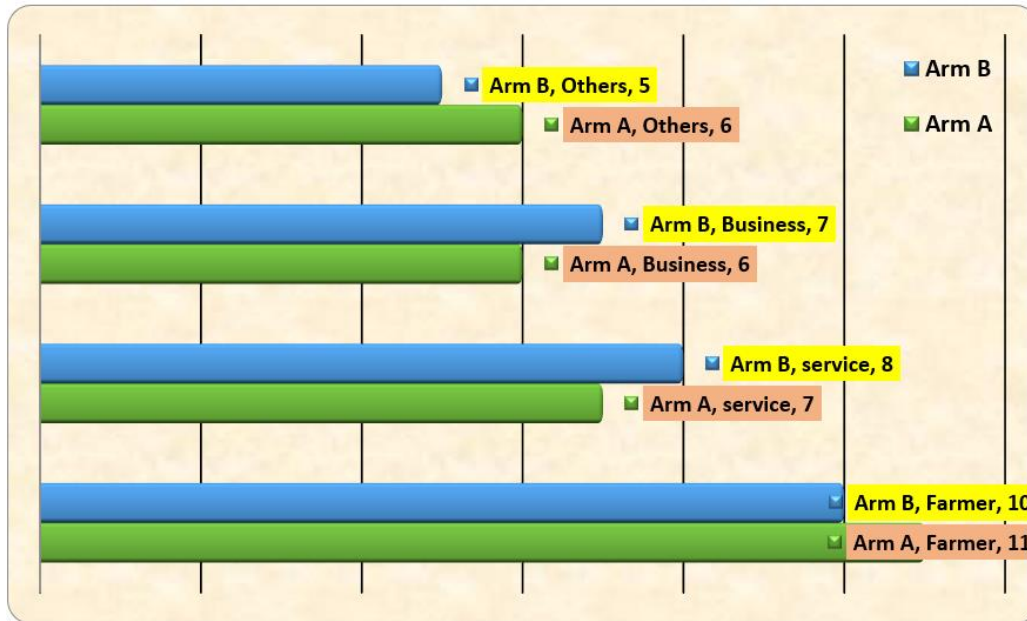 Arm B
Arm A
Arm B, Others, 5
Arm A, Others, 6
Arm B, Business, 7
Arm A, Business, 6
Arm B, service, 8
Arm A, service, 7
Arm B, Farmer, 10
Arm A, Farmer, 11